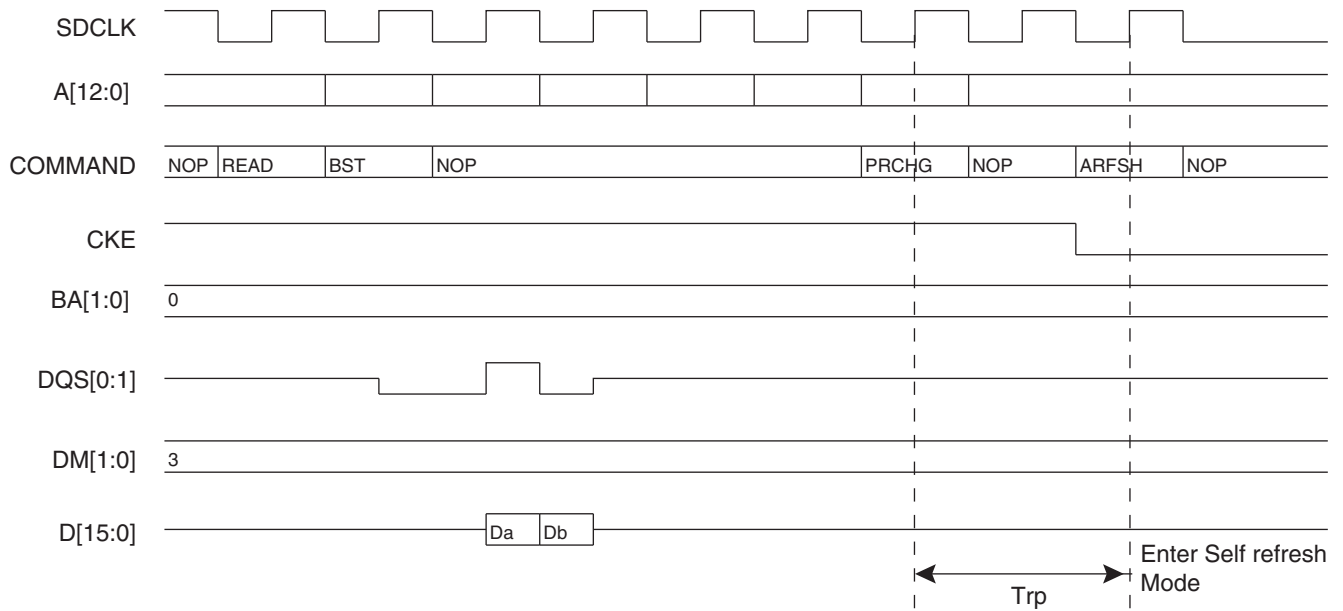 SDCLK
A[12:0]
COMMAND NOP READ BST NOP PRCHG NOP ARFSH NOP
CKE
BA[1:0] 0
DQS[0:1]
DM[1:0] 3
D[15:0] Da Db
Trp
Enter Self refresh
Mode